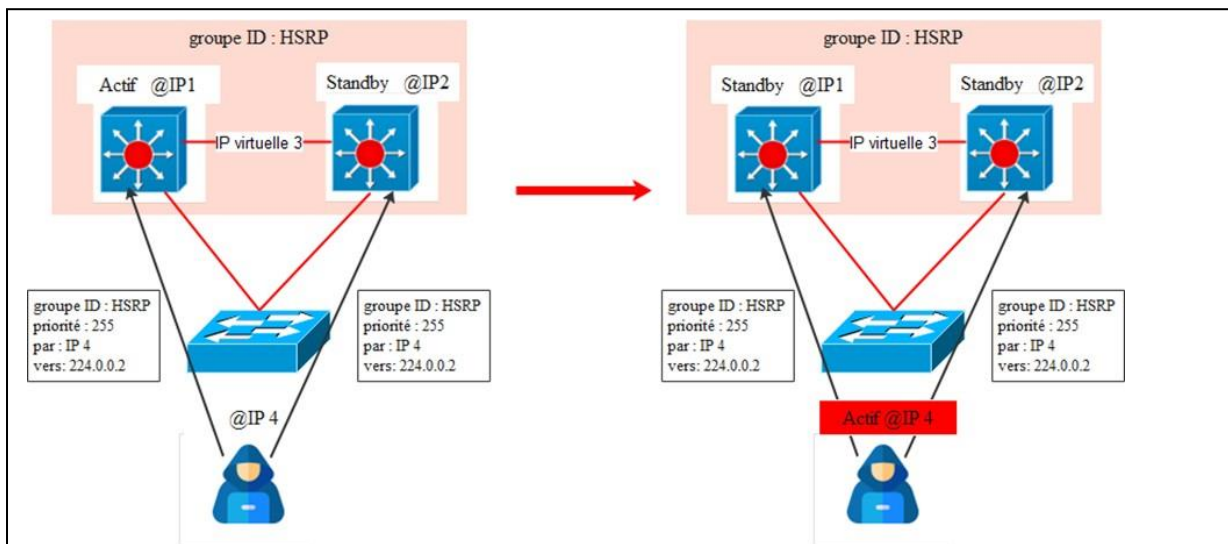 groupe ID : HSRP
Actif @IP1
Standby @IP2
IP virtuelle 3
groupe ID : HSRP
priorité : 255
par : IP 4
vers: 224.0.0.2
groupe ID : HSRP
priorité : 255
par : IP 4
vers: 224.0.0.2
@IP 4
groupe ID : HSRP
Standby @IP1
Standby @IP2
IP virtuelle 3
groupe ID : HSRP
priorité : 255
par : IP 4
vers: 224.0.0.2
groupe ID : HSRP
priorité : 255
par : IP 4
vers: 224.0.0.2
Actif @IP 4